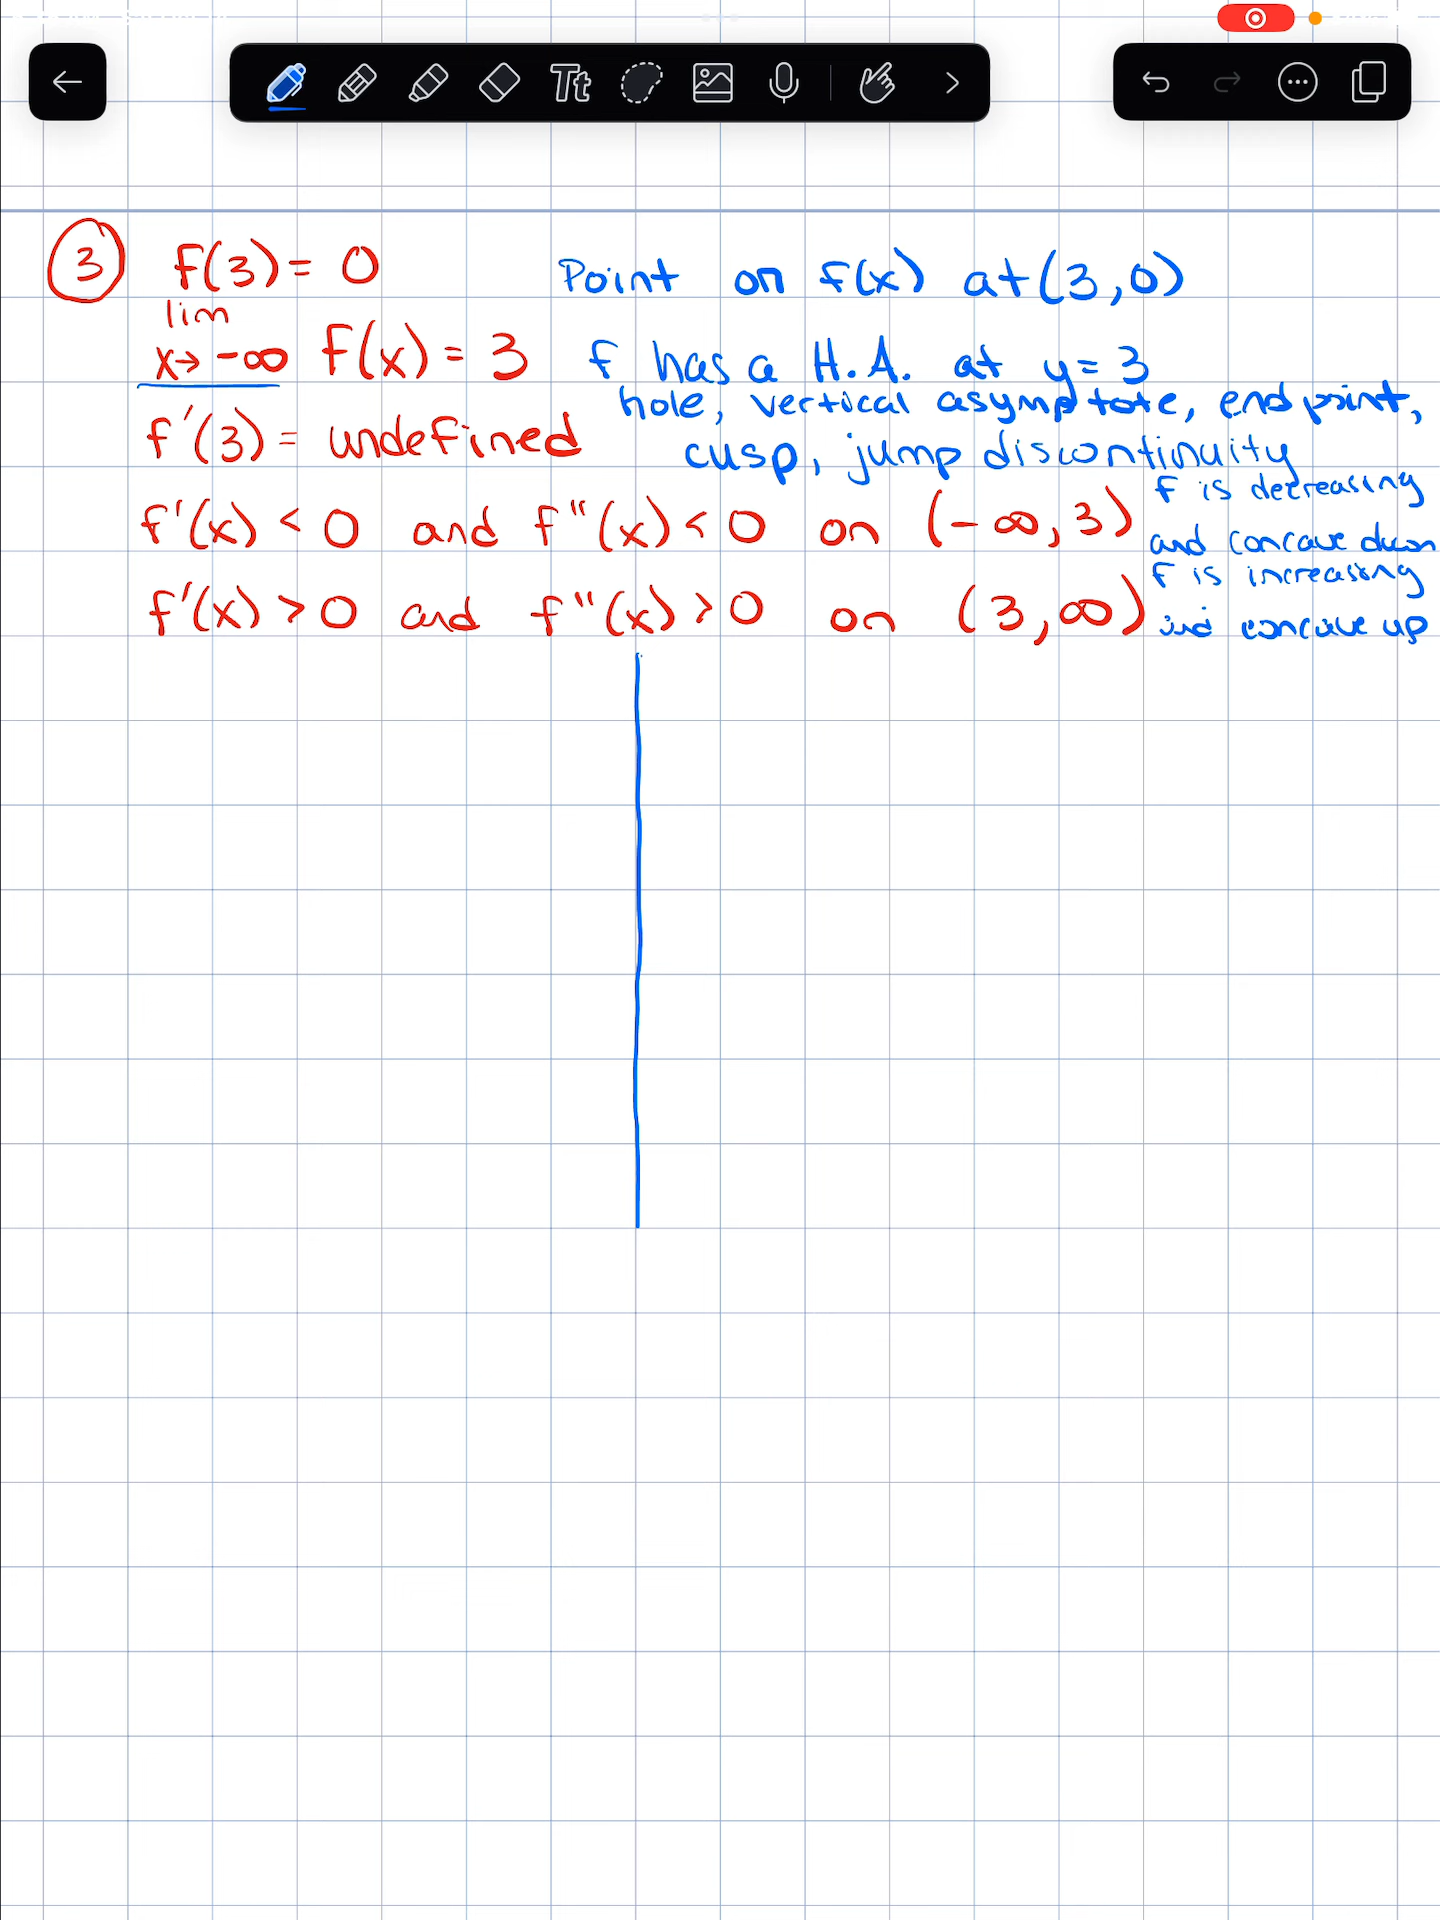 Tt
3 f(3) = 0 Point on f(x) at (3,0)
lim
x→ -∞ f(x) = 3 f has a H.A. at y= 3
hole, vertical asymptote, endpoint,
f'(3) = undefined cusp, jump discontinuity
f is decreasing
f'(x) < 0 and f"(x) < 0 on (-∞, 3) and concave down
f is increasing
f'(x) > 0 and f"(x) > 0 on (3, ∞) and concave up